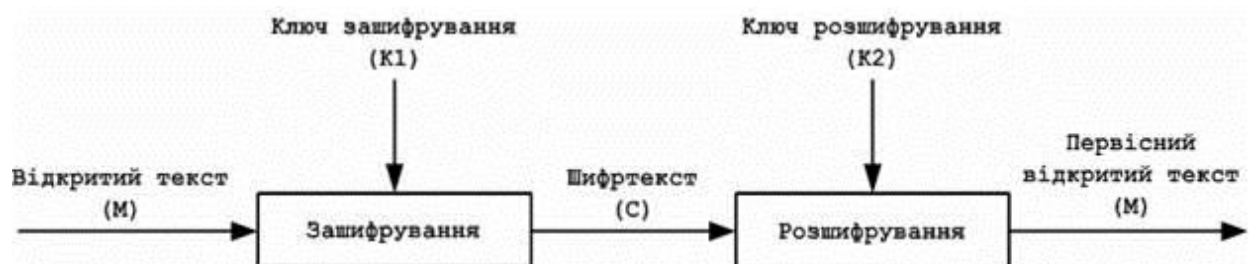 Ключ зашифрування
(K1)
Ключ розшифрування
(K2)
Відкритий текст
(M)
Зашифрування
Шифртекст
(C)
Розшифрування
Первісний
відкритий текст
(M)